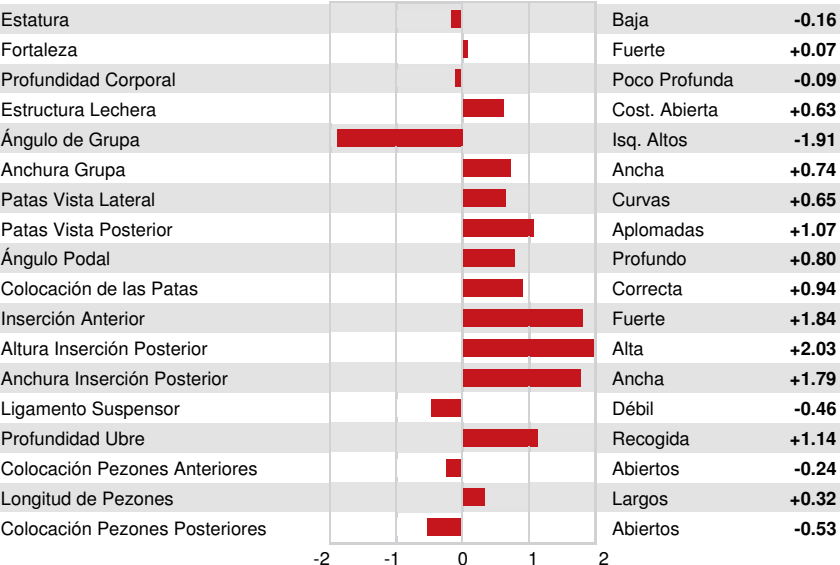 Estatura Baja -0.16
Fortaleza Fuerte +0.07
Profundidad Corporal Poco Profunda -0.09
Estructura Lechera Cost. Abierta +0.63
Ángulo de Grupa Isq. Altos -1.91
Anchura Grupa Ancha +0.74
Patas Vista Lateral Curvas +0.65
Patas Vista Posterior Aplomadas +1.07
Ángulo Podal Profundo +0.80
Colocación de las Patas Correcta +0.94
Inserción Anterior Fuerte +1.84
Altura Inserción Posterior Alta +2.03
Anchura Inserción Posterior Ancha +1.79
Ligamento Suspensor Débil -0.46
Profundidad Ubre Recogida +1.14
Colocación Pezones Anteriores Abiertos -0.24
Longitud de Pezones Largos +0.32
Colocación Pezones Posteriores Abiertos -0.53
-2 -1 0 1 2